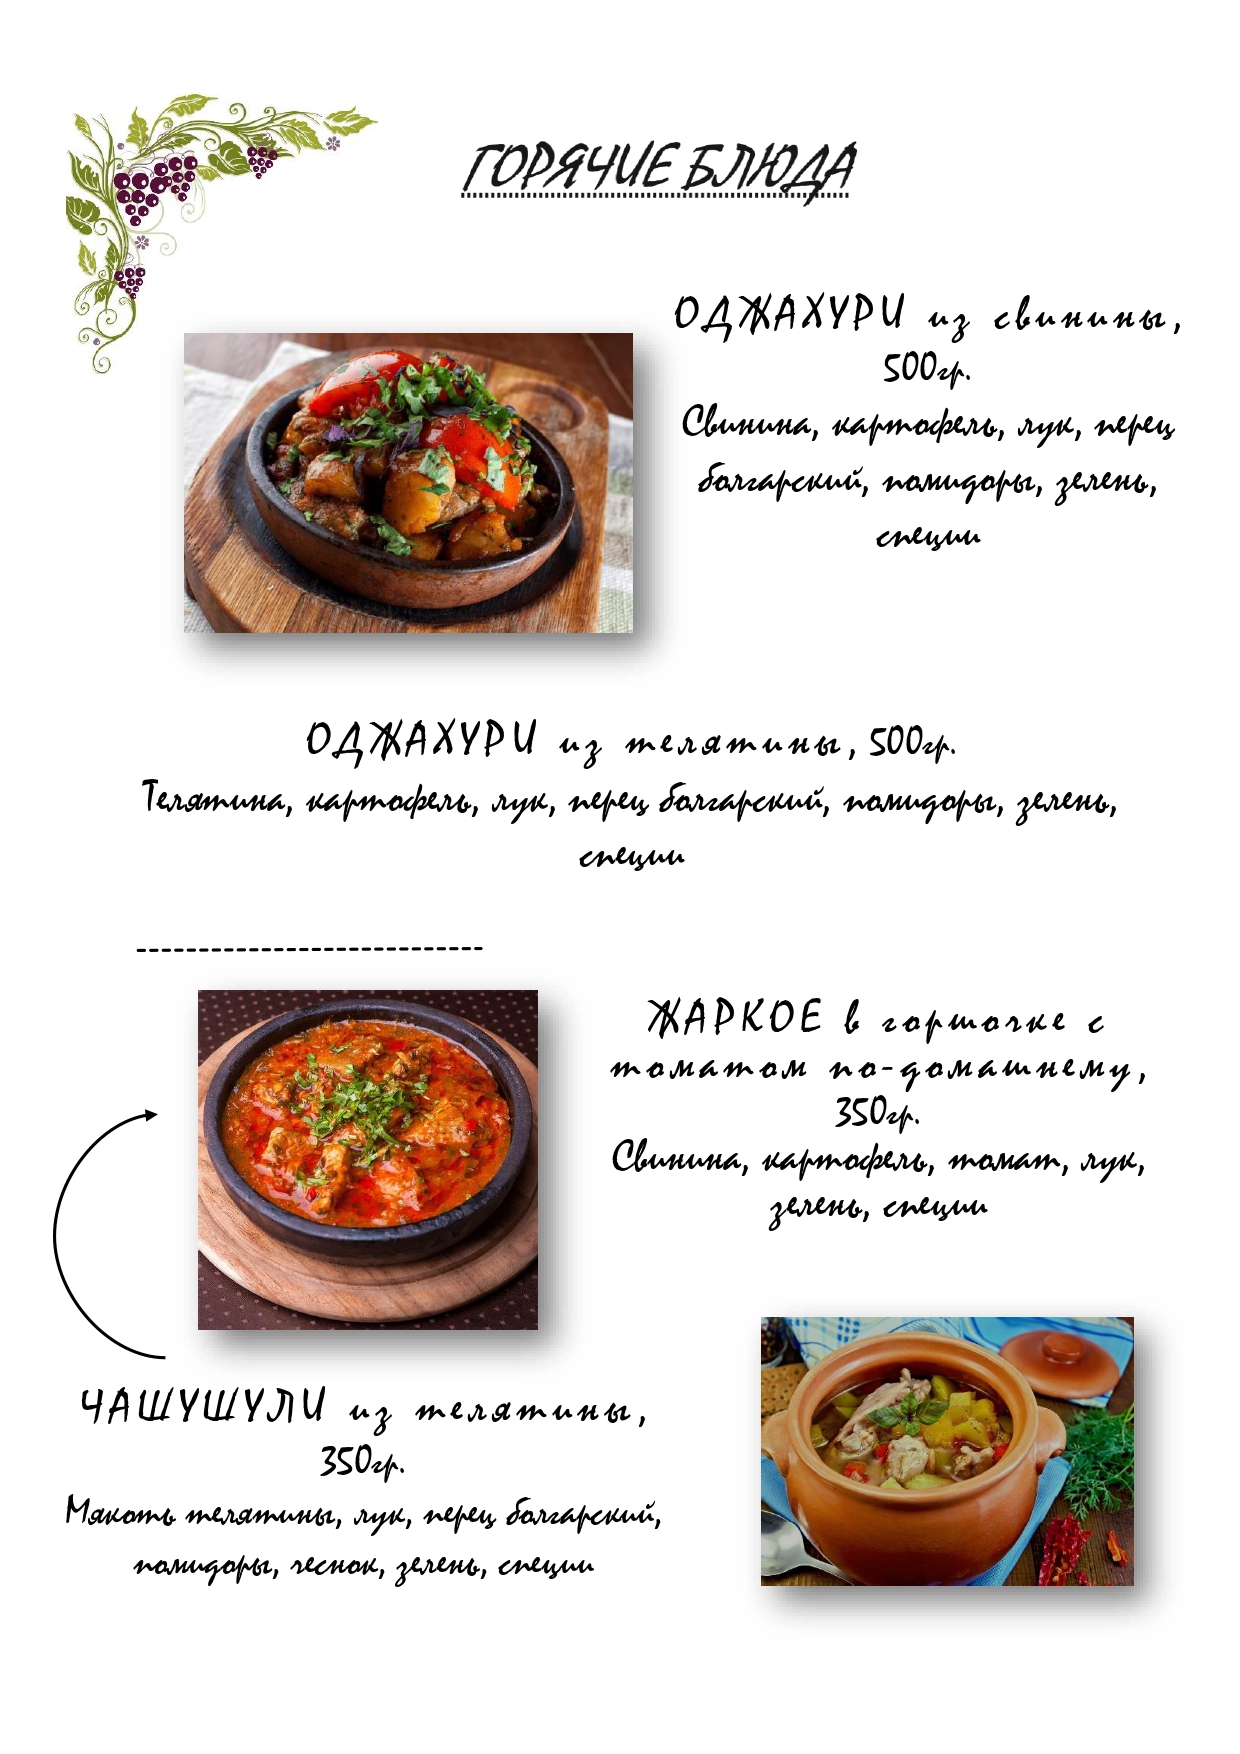 ГОРЯЧИЕ БЛЮДА
ОДЖАХУРИ из свинины,
500гр.
Свинина, картофель, лук, перец
болгарский, помидоры, зелень,
специи
ОДЖАХУРИ из телятины, 500гр.
Телятина, картофель, лук, перец болгарский, помидоры, зелень,
специи
----------------------------
ЖАРКОЕ в горшочке с
томатом по-домашнему,
350гр.
Свинина, картофель, томат, лук,
зелень, специи
ЧАШУШУЛИ из телятины,
350гр.
Мякоть телятины, лук, перец болгарский,
помидоры, чеснок, зелень, специи